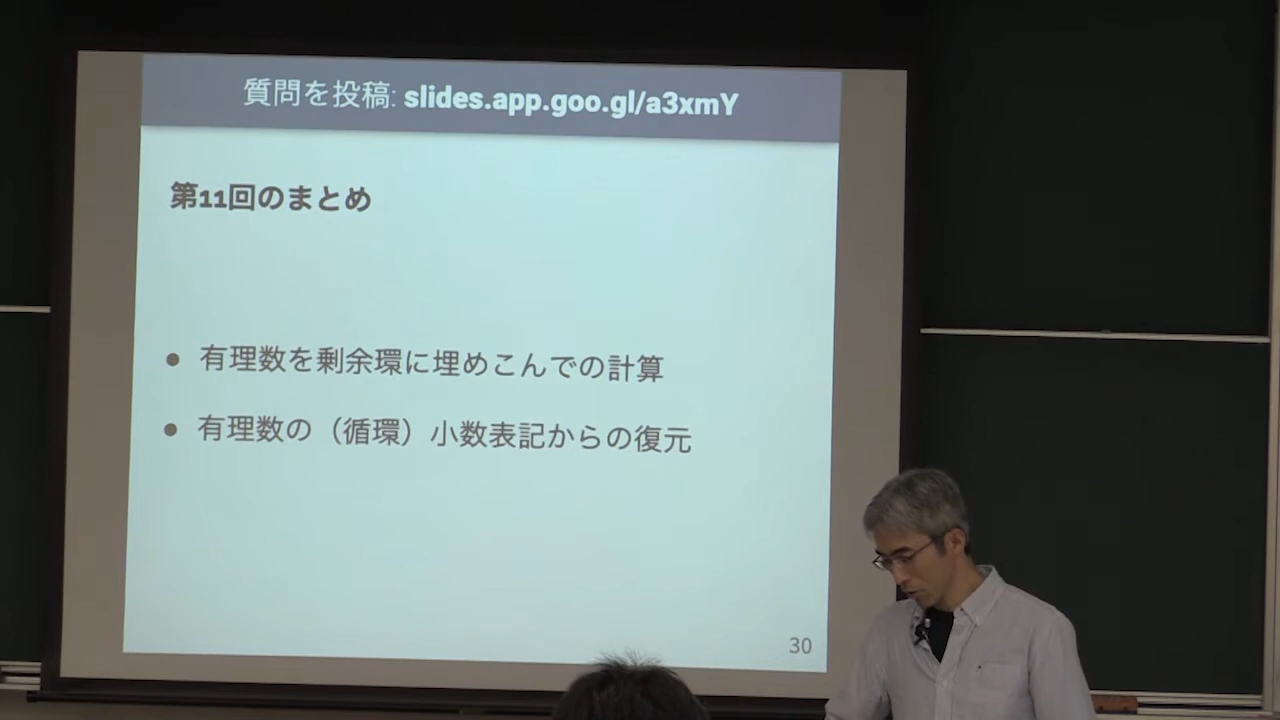 質問を投稿: slides.app.goo.gl/a3xmY
第11回のまとめ
● 有理数を剰余環に埋めこんでの計算
● 有理数の（循環）小数表記からの復元
30